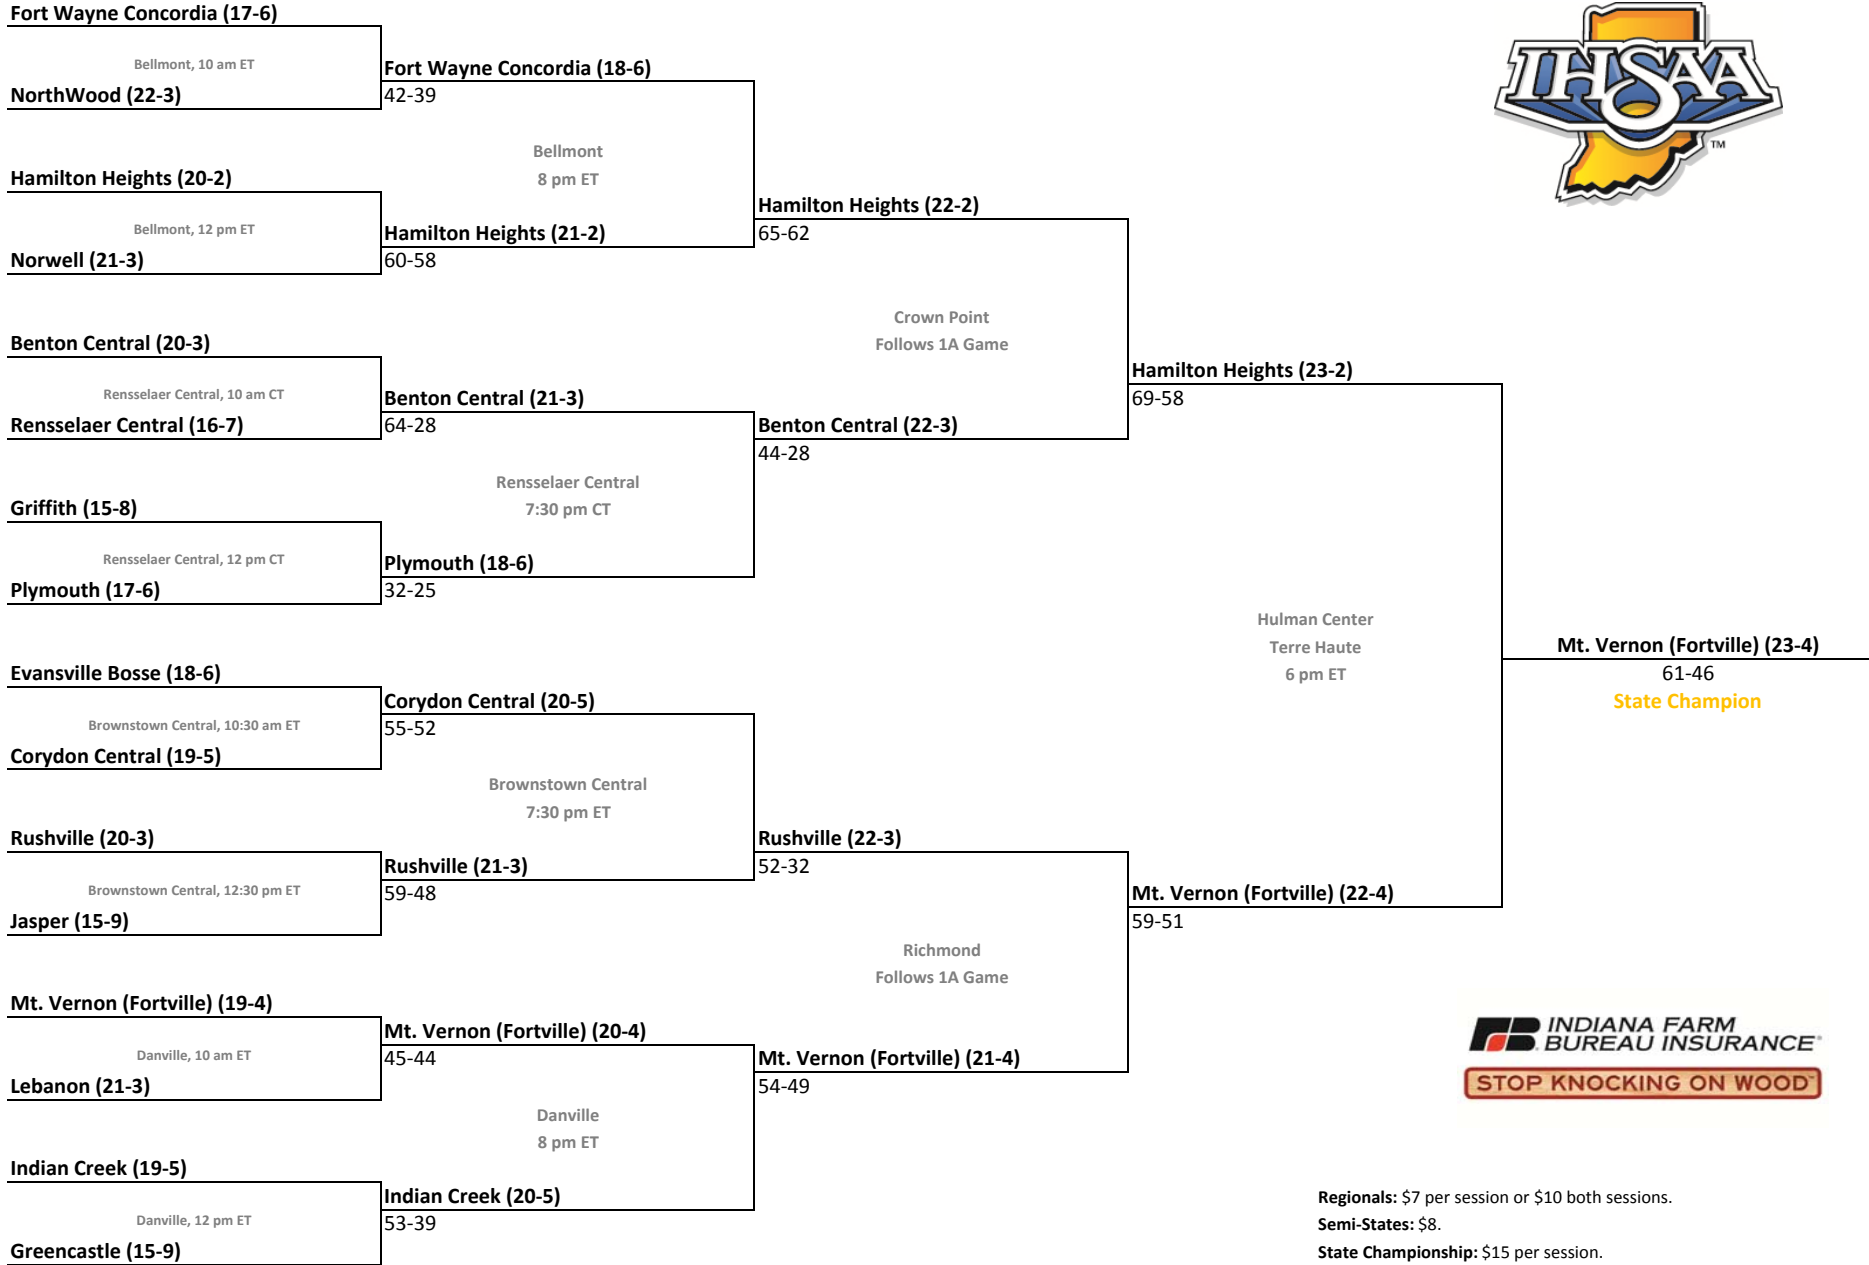 Fort Wayne Concordia (17-6)
Bellmont, 10 am ET
NorthWood (22-3)
Hamilton Heights (20-2)
Bellmont, 12 pm ET
Norwell (21-3)
Benton Central (20-3)
Rensselaer Central, 10 am CT
Rensselaer Central (16-7)
Griffith (15-8)
Rensselaer Central, 12 pm CT
Plymouth (17-6)
Evansville Bosse (18-6)
Brownstown Central, 10:30 am ET
Corydon Central (19-5)
Rushville (20-3)
Brownstown Central, 12:30 pm ET
Jasper (15-9)
Mt. Vernon (Fortville) (19-4)
Danville, 10 am ET
Lebanon (21-3)
Indian Creek (19-5)
Danville, 12 pm ET
Greencastle (15-9)
Fort Wayne Concordia (18-6)
42-39
Bellmont
8 pm ET
Hamilton Heights (21-2)
60-58
Benton Central (21-3)
64-28
Rensselaer Central
7:30 pm CT
Plymouth (18-6)
32-25
Corydon Central (20-5)
55-52
Brownstown Central
7:30 pm ET
Rushville (21-3)
59-48
Mt. Vernon (Fortville) (20-4)
45-44
Danville
8 pm ET
Indian Creek (20-5)
53-39
Hamilton Heights (22-2)
65-62
Crown Point
Follows 1A Game
Benton Central (22-3)
44-28
Rushville (22-3)
52-32
Richmond
Follows 1A Game
Mt. Vernon (Fortville) (21-4)
54-49
Hamilton Heights (23-2)
69-58
Hulman Center
Terre Haute
6 pm ET
Mt. Vernon (Fortville) (22-4)
59-51
Mt. Vernon (Fortville) (23-4)
61-46
State Champion
IHSAA
TM
INDIANA FARM
BUREAU INSURANCE®
STOP KNOCKING ON WOOD™
Regionals: $7 per session or $10 both sessions.
Semi-States: $8.
State Championship: $15 per session.